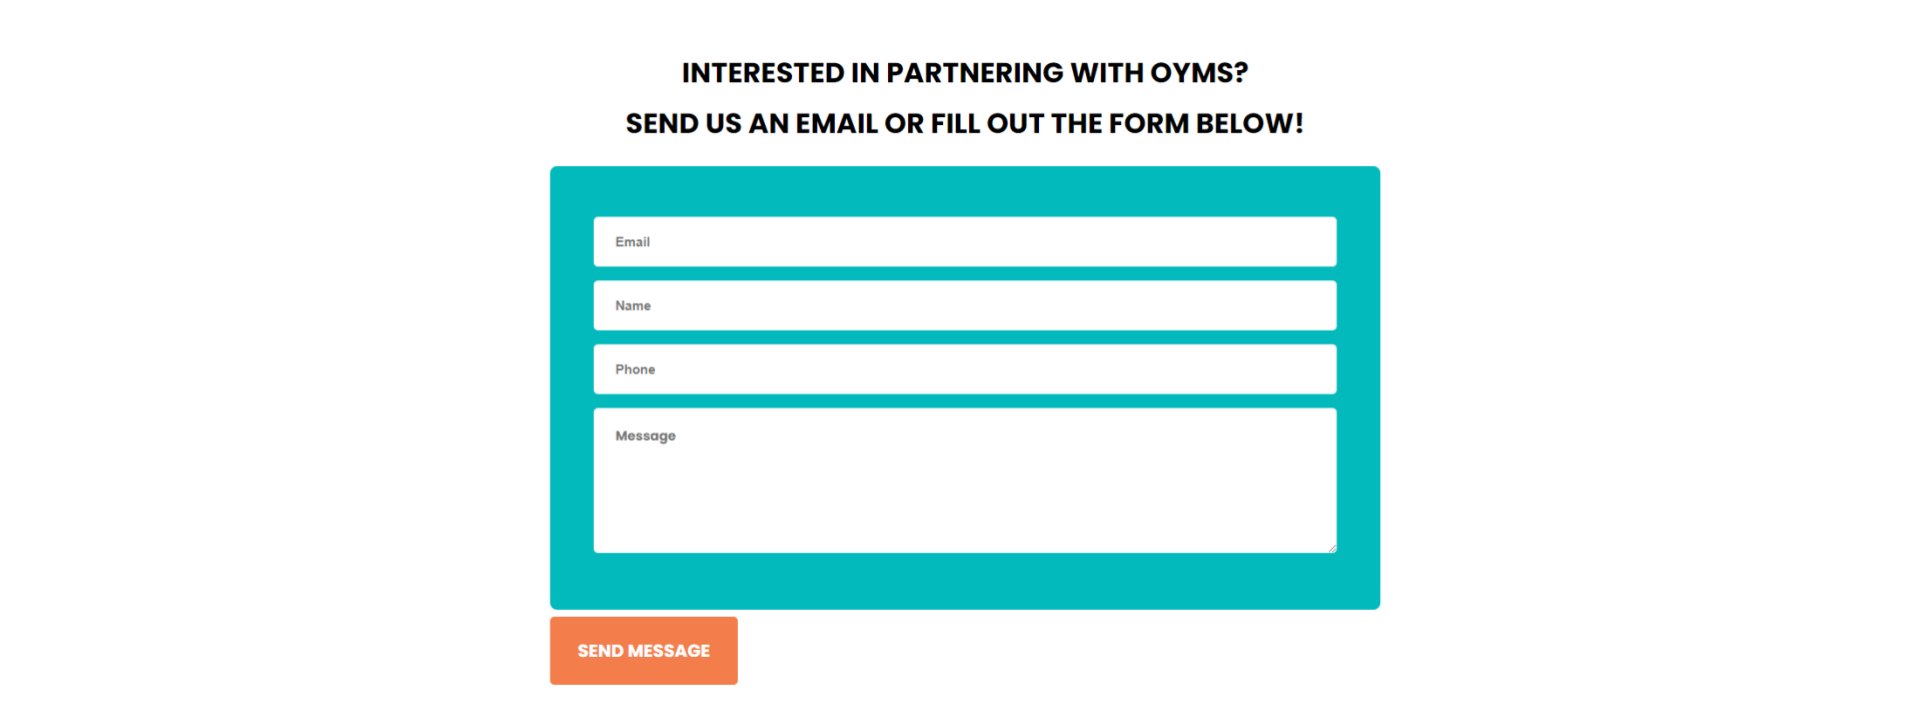 INTERESTED IN PARTNERING WITH OYMS?
SEND US AN EMAIL OR FILL OUT THE FORM BELOW!
Email
Name
Phone
Message
SEND MESSAGE